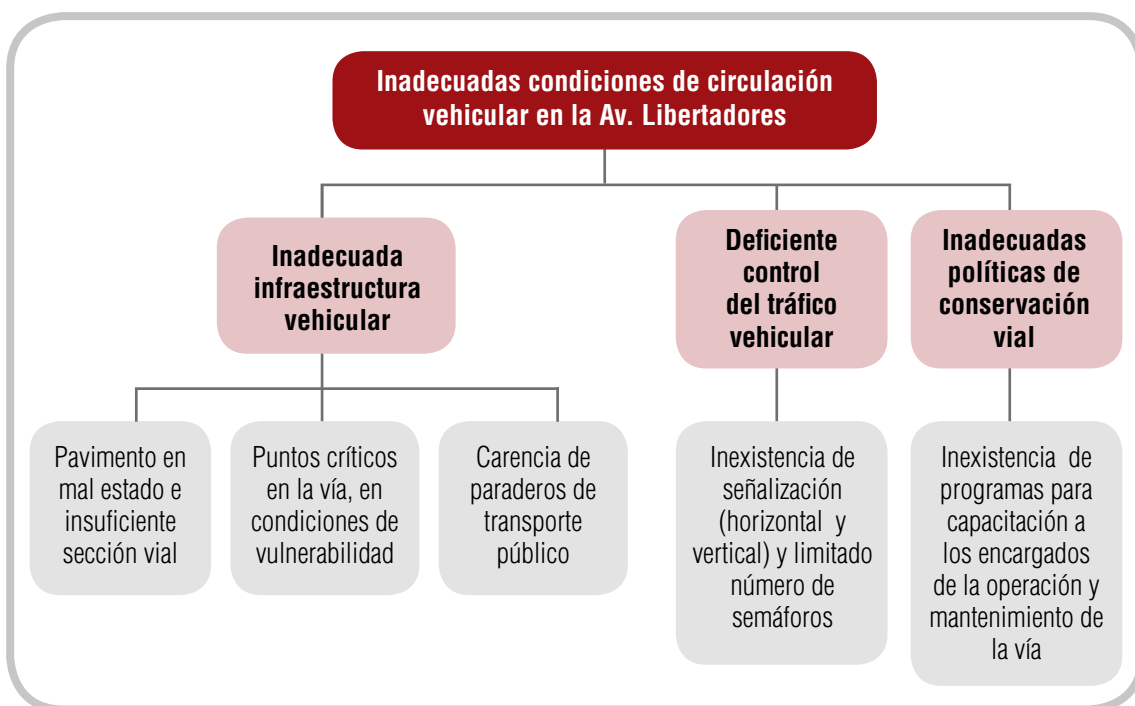 Inadecuadas condiciones de circulación
vehicular en la Av. Libertadores
Inadecuada
infraestructura
vehicular
Deficiente
control
del tráfico
vehicular
Inadecuadas
políticas de
conservación
vial
Pavimento en
mal estado e
insuficiente
sección vial
Puntos críticos
en la vía, en
condiciones de
vulnerabilidad
Carencia de
paraderos de
transporte
público
Inexistencia de
señalización
(horizontal y
vertical) y limitado
número de
semáforos
Inexistencia de
programas para
capacitación a
los encargados
de la operación y
mantenimiento de
la vía